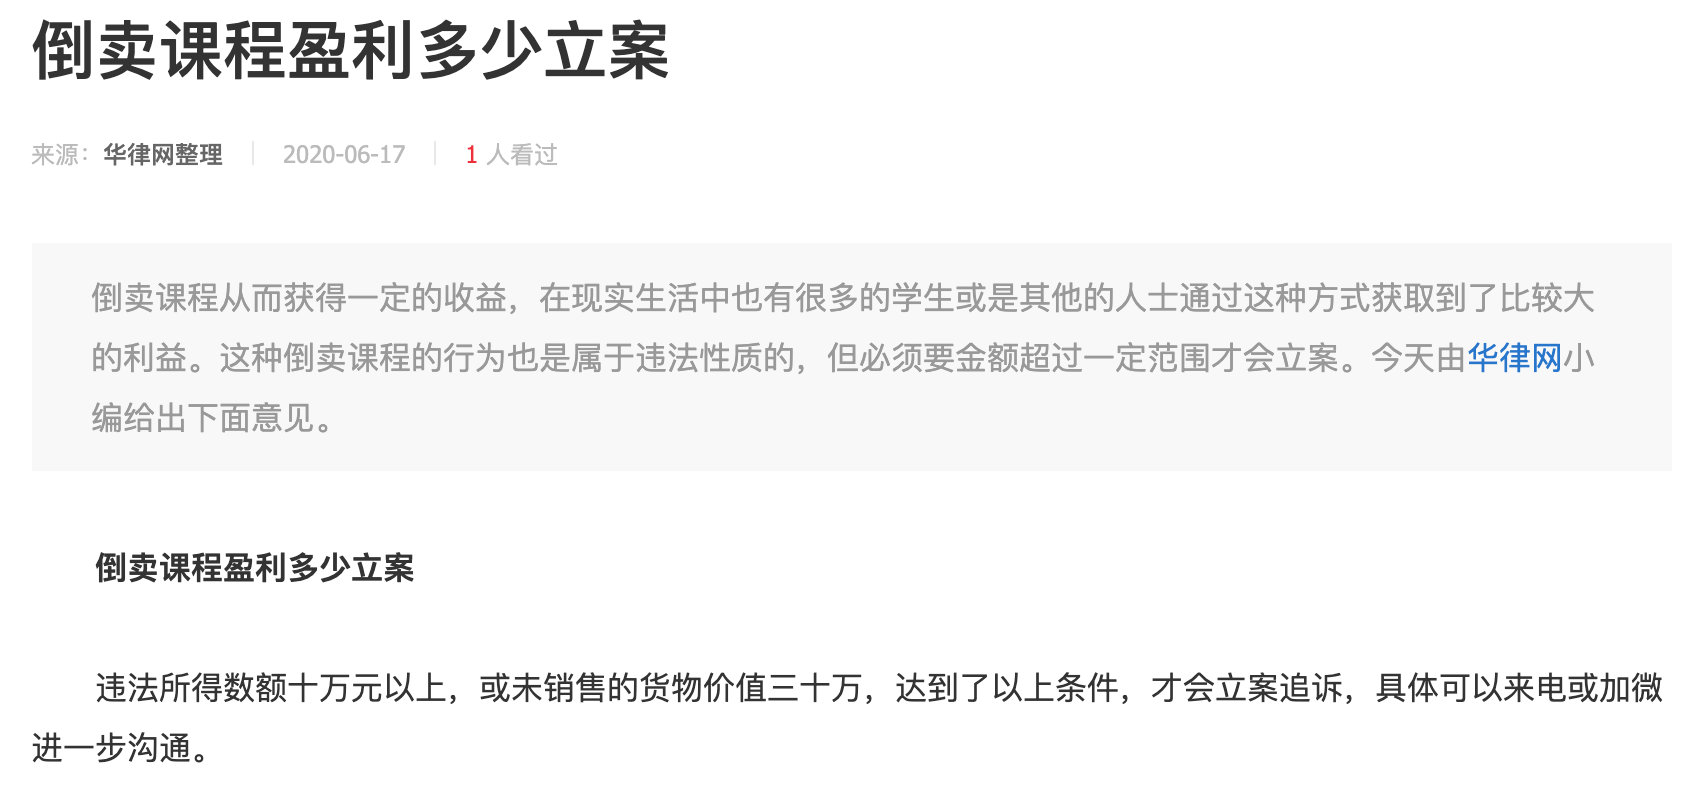 倒卖课程盈利多少立案
来源：华律网整理 2020-06-17 1 人看过
倒卖课程从而获得一定的收益，在现实生活中也有很多的学生或是其他的人士通过这种方式获取到了比较大
的利益。这种倒卖课程的行为也是属于违法性质的，但必须要金额超过一定范围才会立案。今天由华律网小
编给出下面意见。
倒卖课程盈利多少立案
违法所得数额十万元以上，或未销售的货物价值三十万，达到了以上条件，才会立案追诉，具体可以来电或加微
进一步沟通。